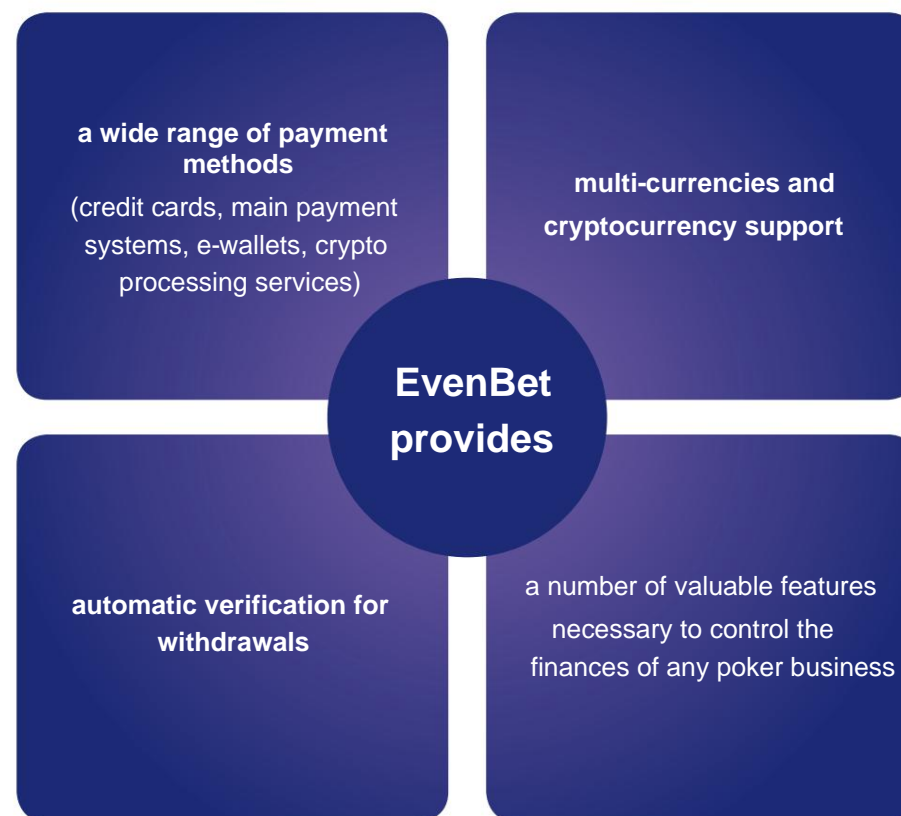 a wide range of payment
methods
(credit cards, main payment
systems, e-wallets, crypto
processing services)
multi-currencies and
cryptocurrency support
EvenBet
provides
automatic verification for
withdrawals
a number of valuable features
necessary to control the
finances of any poker business